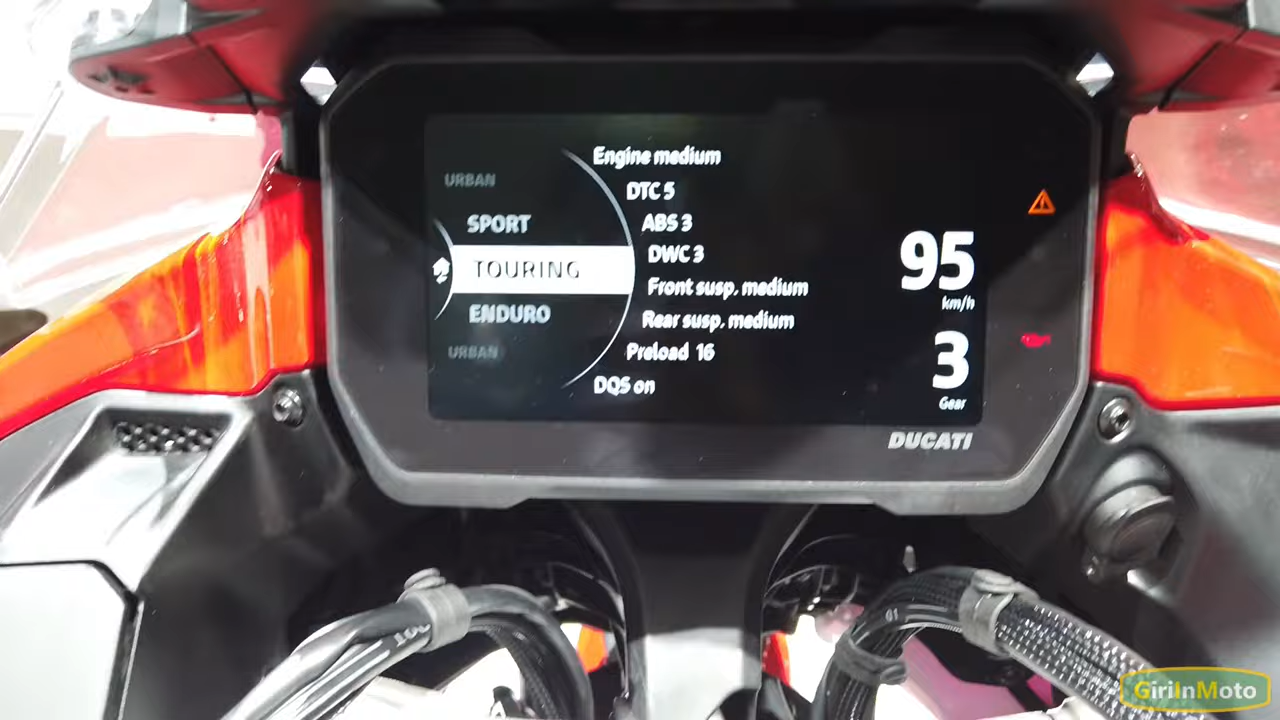 URBAN
SPORT
TOURING
ENDURO
URBAN
Engine medium
DTC 5
ABS 3
DWC 3
Front susp. medium
Rear susp. medium
Preload 16
DQS on
95
km/h
3
Gear
DUCATI
GiriInMoto